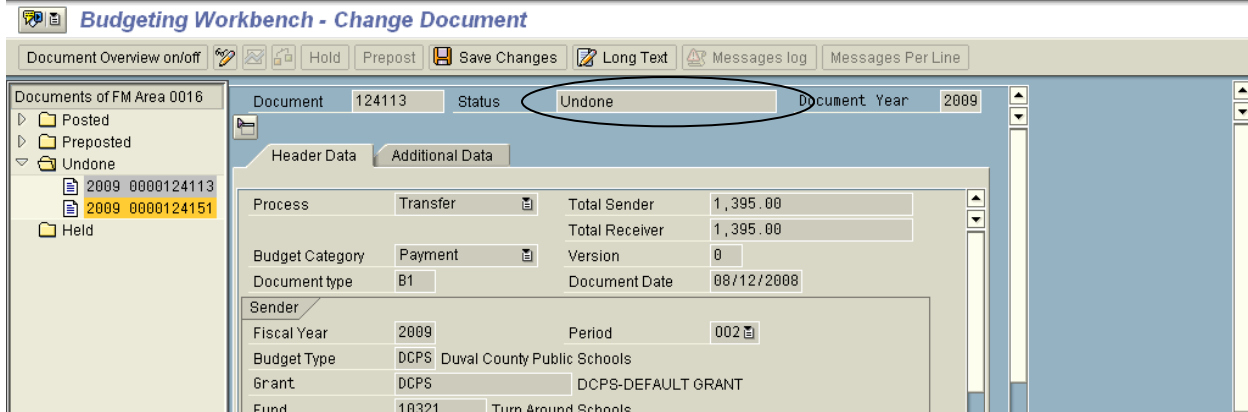 Budgeting Workbench - Change Document
Document Overview on/off Hold Prepost Save Changes Long Text Messages log Messages Per Line
Documents of FM Area 0016
Posted
Preposted
Undone
2009 0000124113
2009 0000124151
Held
Document 124113 Status Undone Document Year 2009
Header Data Additional Data
Process Transfer Total Sender 1,395.00
Total Receiver 1,395.00
Budget Category Payment Version 0
Document type B1 Document Date 08/12/2008
Sender
Fiscal Year 2009 Period 002
Budget Type DCPS Duval County Public Schools
Grant DCPS DCPS-DEFAULT GRANT
Fund 10321 Turn Around Schools